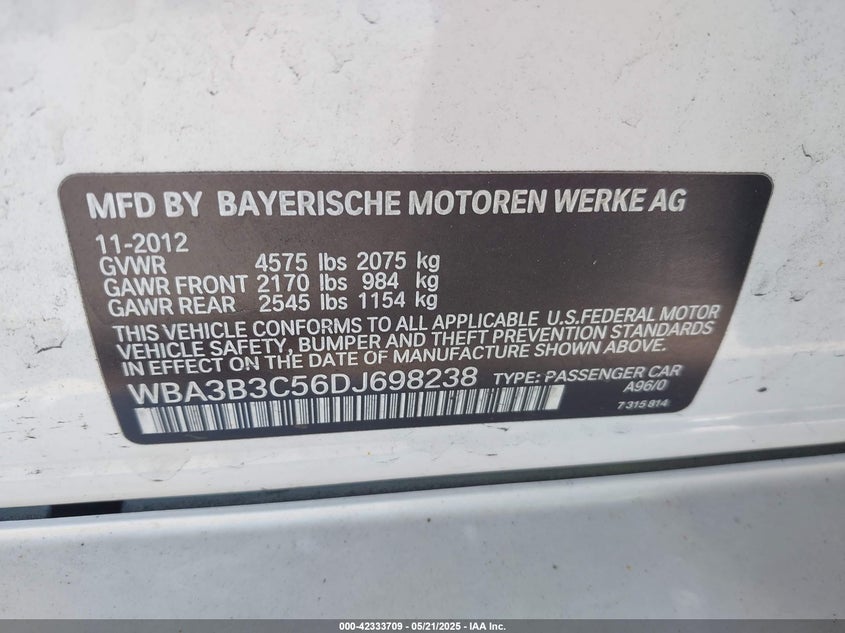 MFD BY BAYERISCHE MOTOREN WERKE AG
11-2012
GVWR 4575 lbs 2075 kg
GAWR FRONT 2170 lbs 984 kg
GAWR REAR 2545 lbs 1154 kg
THIS VEHICLE CONFORMS TO ALL APPLICABLE U.S.FEDERAL MOTOR
VEHICLE SAFETY, BUMPER AND THEFT PREVENTION STANDARDS
IN EFFECT ON THE DATE OF MANUFACTURE SHOWN ABOVE.
WBA3B3C56DJ698238 TYPE: PASSENGER CAR
A96/0
7 315 814
000-42333709 - 05/21/2025 - IAA Inc.